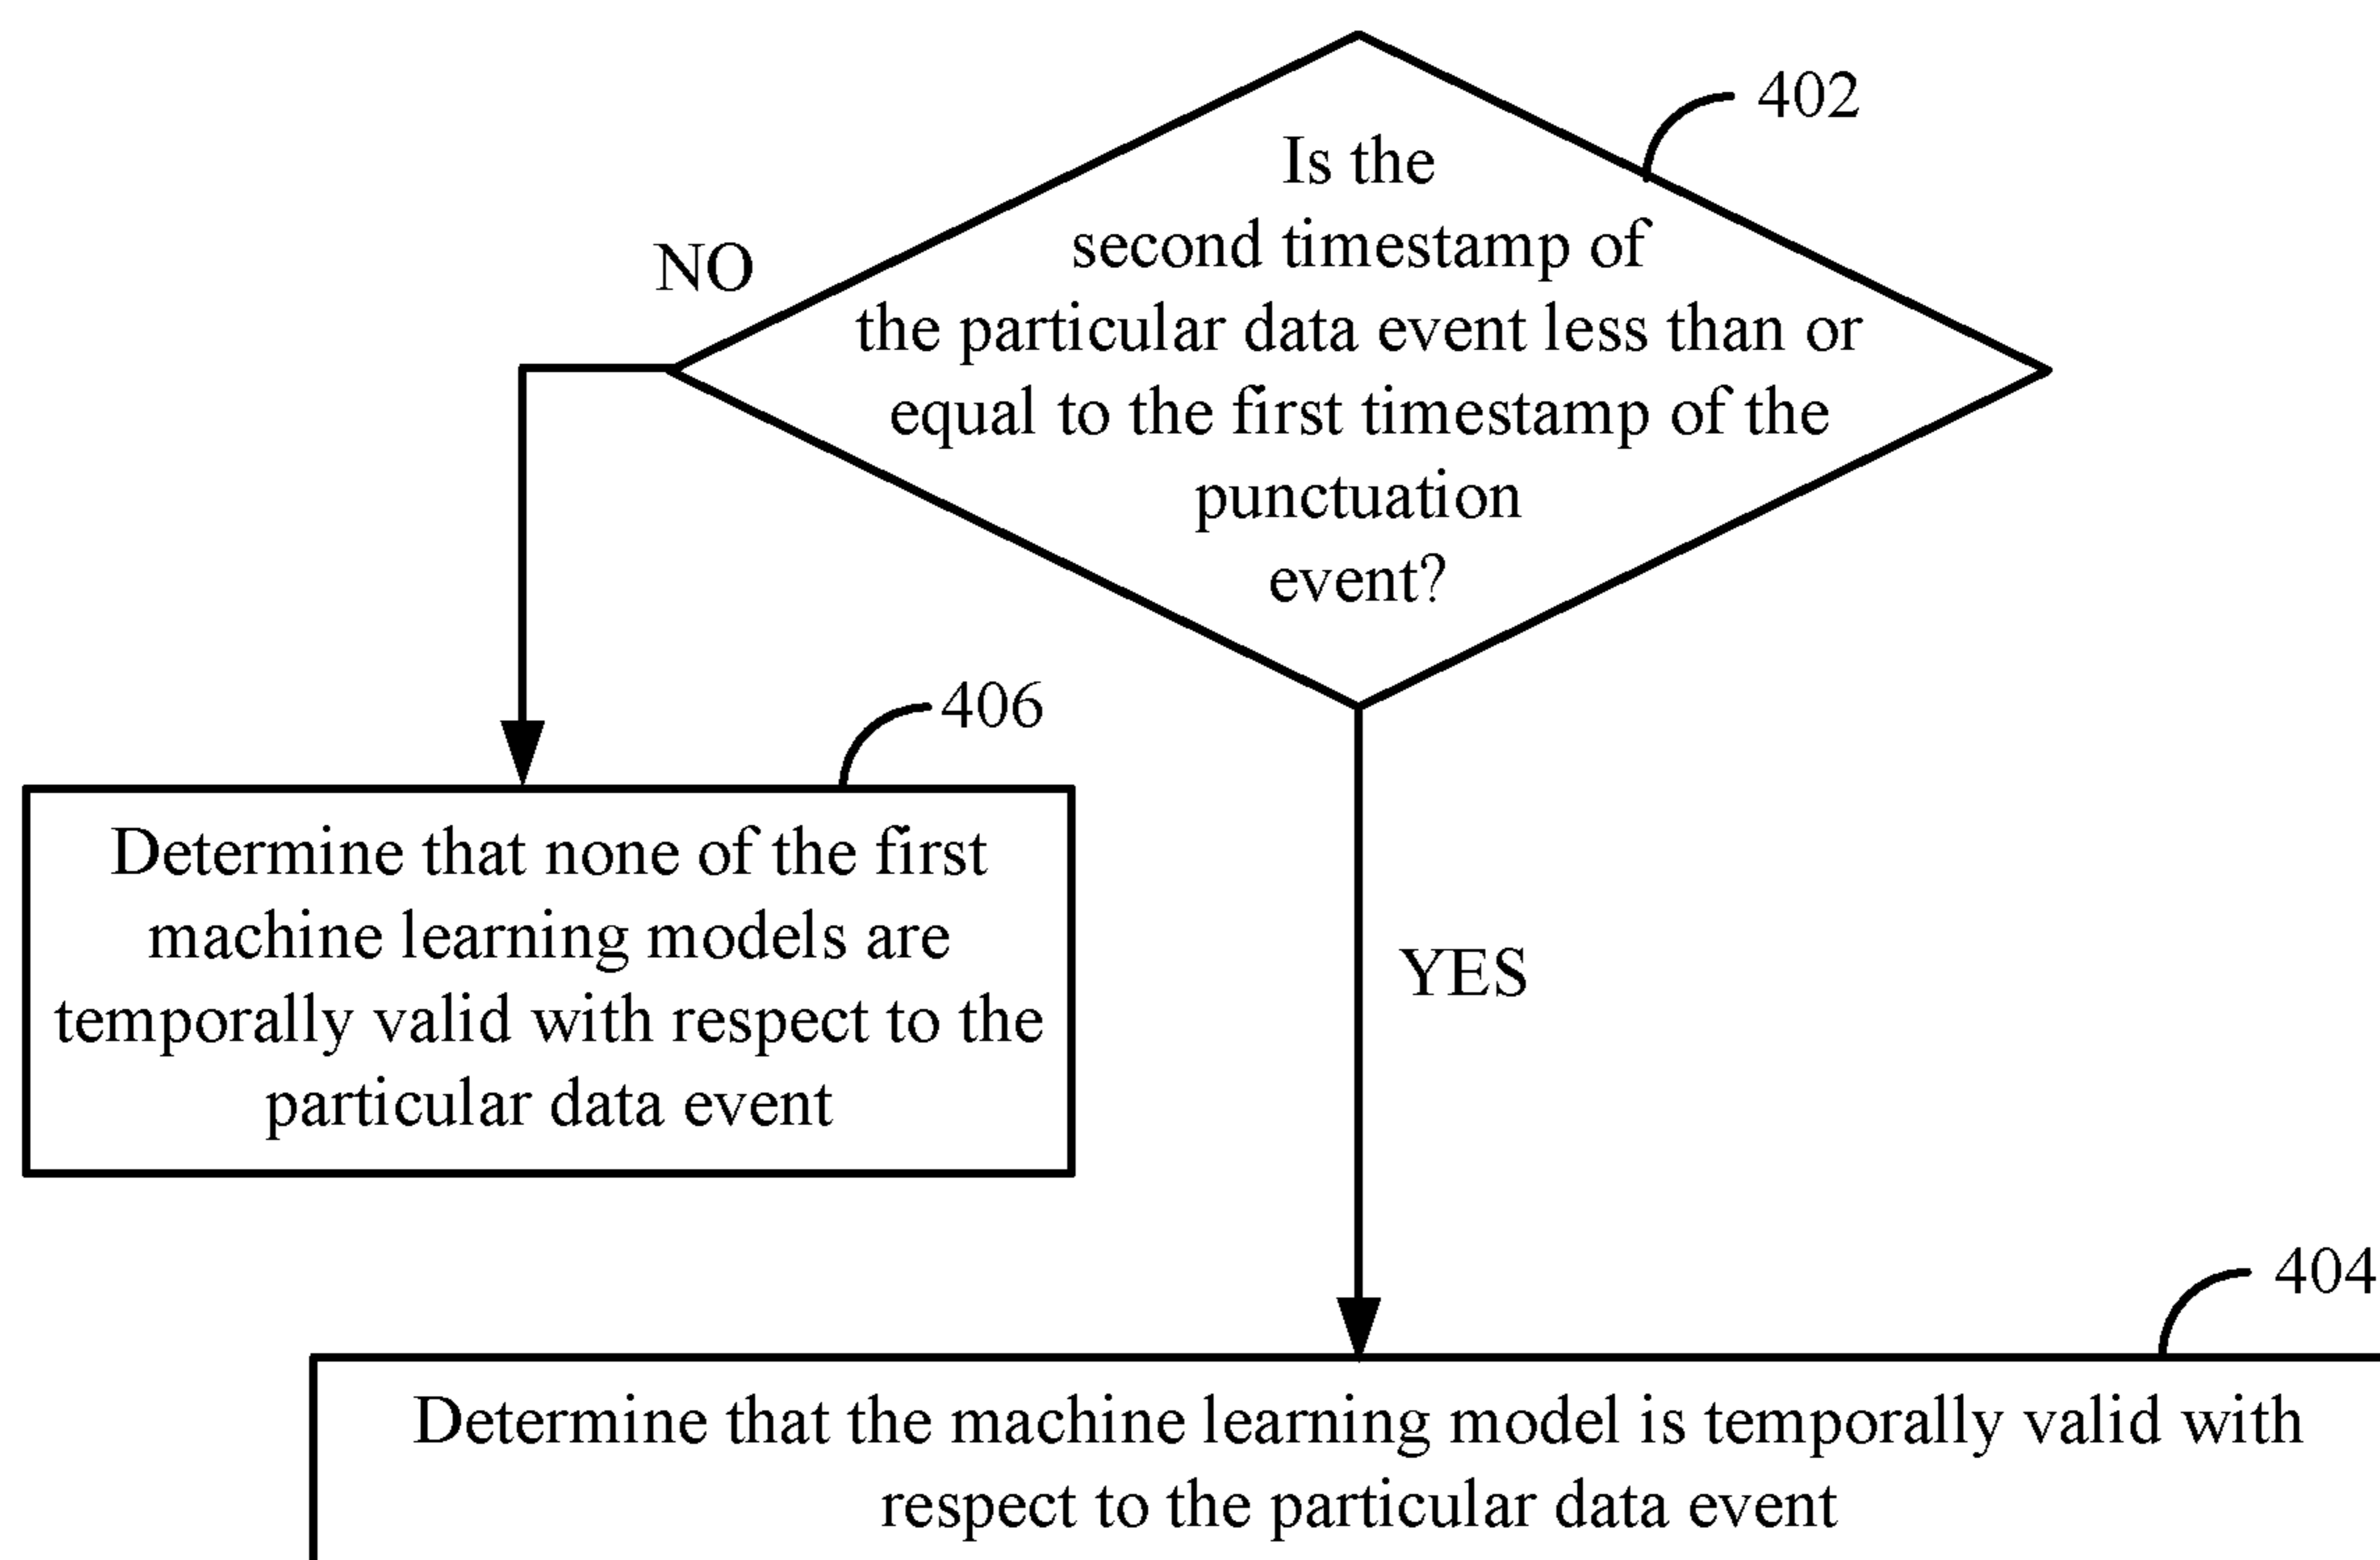 402
Is the
second timestamp of
the particular data event less than or
equal to the first timestamp of the
punctuation
event?
NO
406
Determine that none of the first
machine learning models are
temporally valid with respect to the
particular data event
YES
404
Determine that the machine learning model is temporally valid with
respect to the particular data event